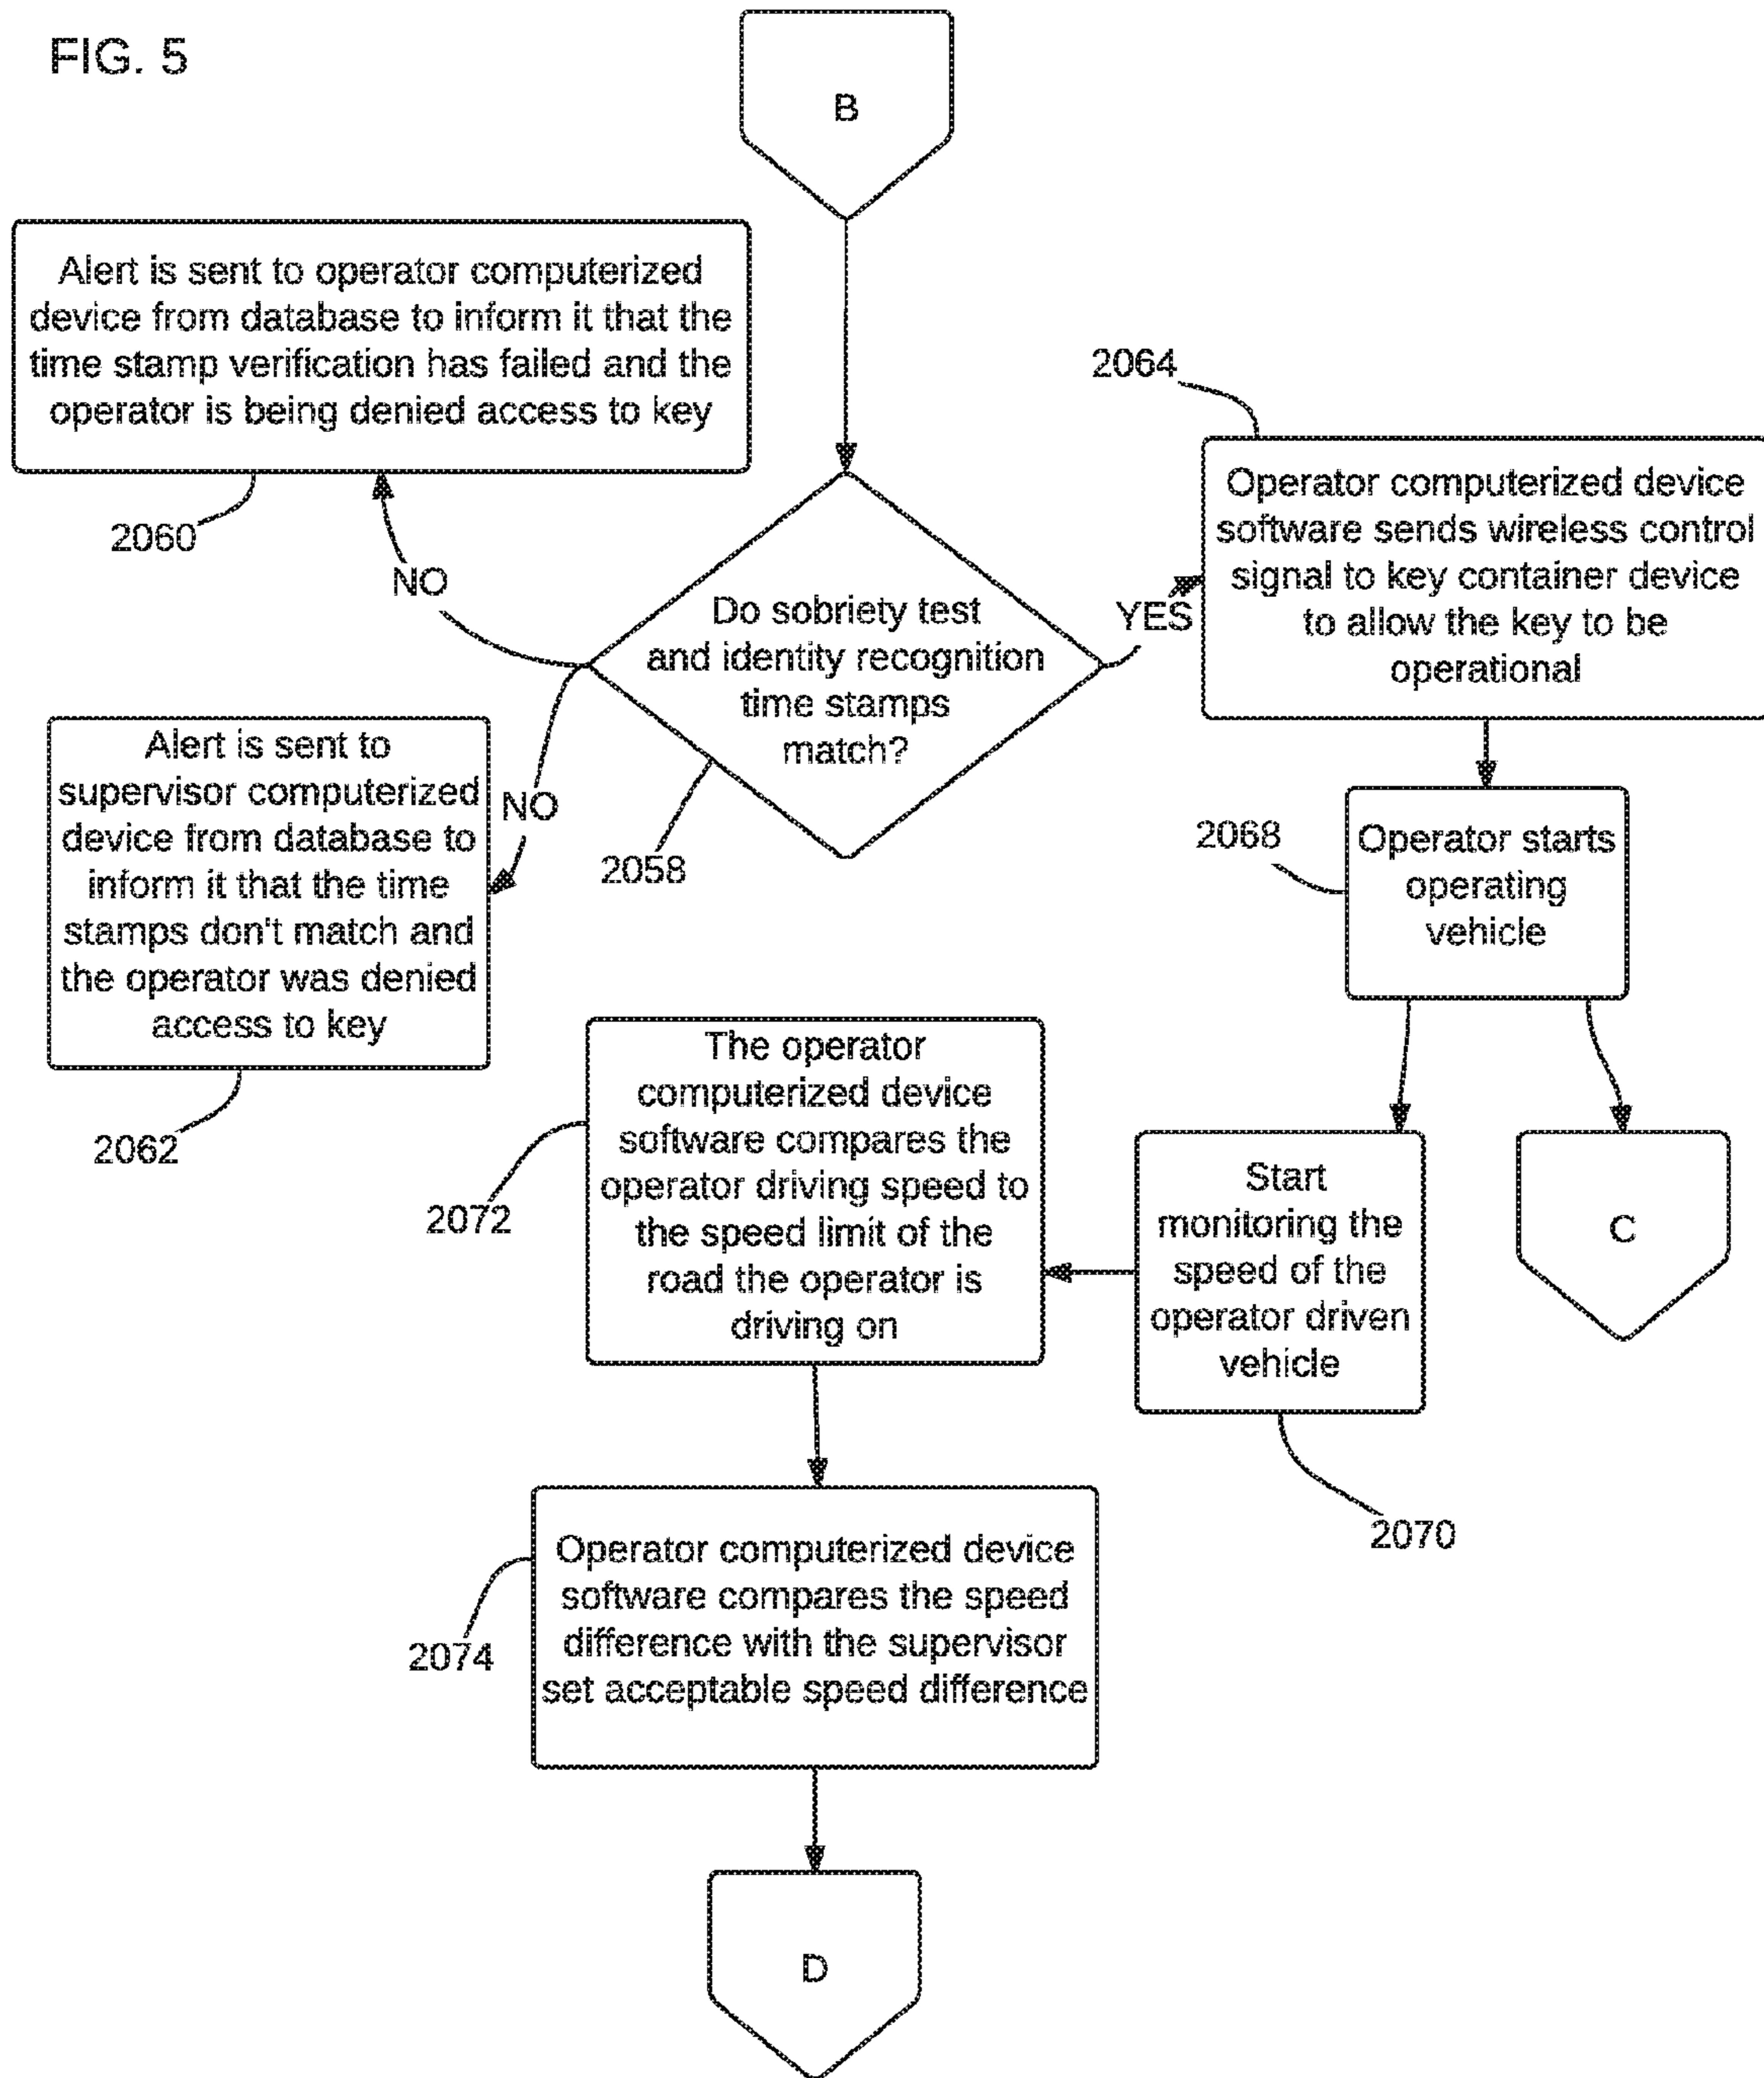 FIG. 5
B
Alert is sent to operator computerized
device from database to inform it that the
time stamp verification has failed and the
operator is being denied access to key
2060
NO
Do sobriety test
and identity recognition
time stamps
match?
2058
YES
2064
Operator computerized device
software sends wireless control
signal to key container device
to allow the key to be
operational
NO
Alert is sent to
supervisor computerized
device from database to
inform it that the time
stamps don't match and
the operator was denied
access to key
2062
2068
Operator starts
operating
vehicle
C
Start
monitoring the
speed of the
operator driven
vehicle
2070
The operator
computerized device
software compares the
operator driving speed to
the speed limit of the
road the operator is
driving on
2072
Operator computerized device
software compares the speed
difference with the supervisor
set acceptable speed difference
2074
D